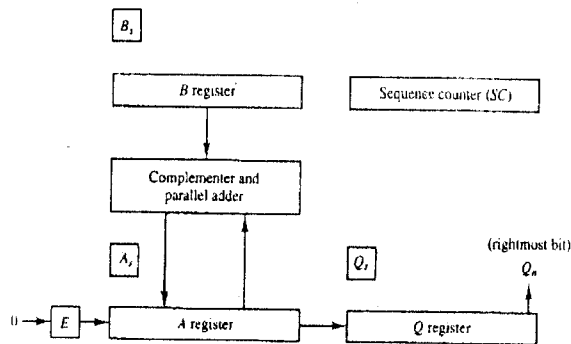 B_s
B register
Sequence counter (SC)
Complementer and
parallel adder
A_s
Q_s
(rightmost bit)
Q_n
0
E
A register
Q register